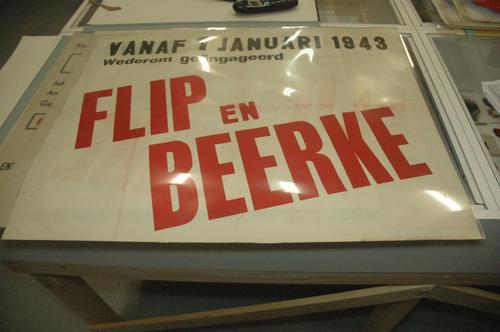 VANAF 1 JANUARI 1943
Wederom geëngageerd
FLIP
EN
BEERKE